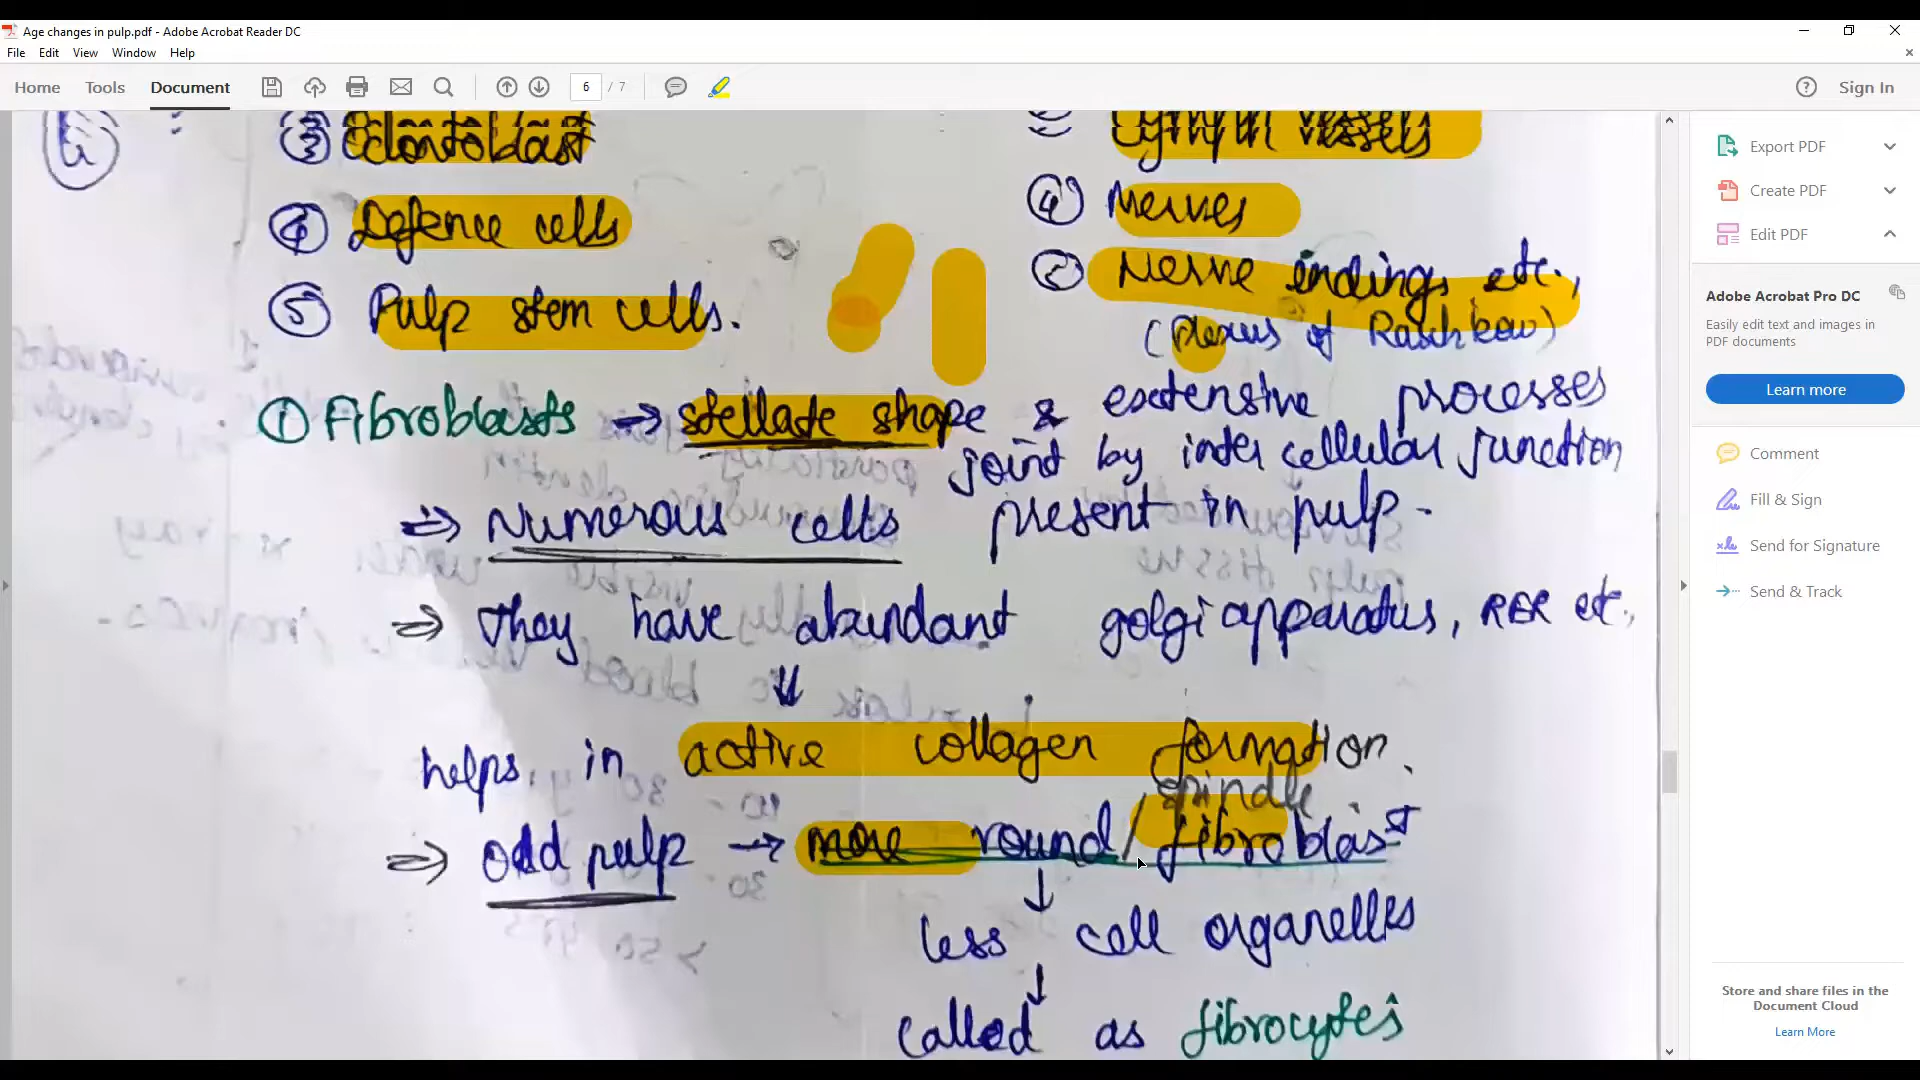 Age changes in pulp.pdf - Adobe Acrobat Reader DC
File Edit View Window Help
Home Tools Document 6 / 7 Sign In
③ Odontoblast
④ Defence cells
⑤ Pulp stem cells.
Lymph vessels
④ Nerves
⑤ Nerve endings etc,
(Plexus of Raschkow)
① Fibroblasts → stellate shape & extensive processes
joint by inter cellular junction
⇒ Numerous cells present in pulp.
⇒ They have abundant golgi apparatus, RER etc,
helps in active collagen formation.
spindle
⇒ Old pulp → more round / fibroblast
↓
less cell organelles
↓
called as fibrocytes
Export PDF
Create PDF
Edit PDF
Adobe Acrobat Pro DC
Easily edit text and images in
PDF documents
Learn more
Comment
Fill & Sign
Send for Signature
Send & Track
Store and share files in the
Document Cloud
Learn More